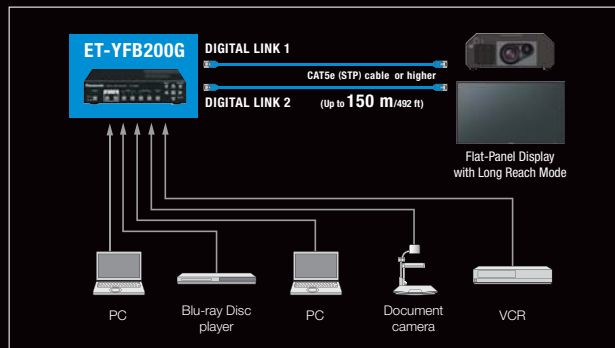 ET-YFB200G
Panasonic
DIGITAL LINK 1
CAT5e (STP) cable or higher
DIGITAL LINK 2
(Up to 150 m/492 ft)
Flat-Panel Display
with Long Reach Mode
PC
Blu-ray Disc
player
PC
Document
camera
VCR